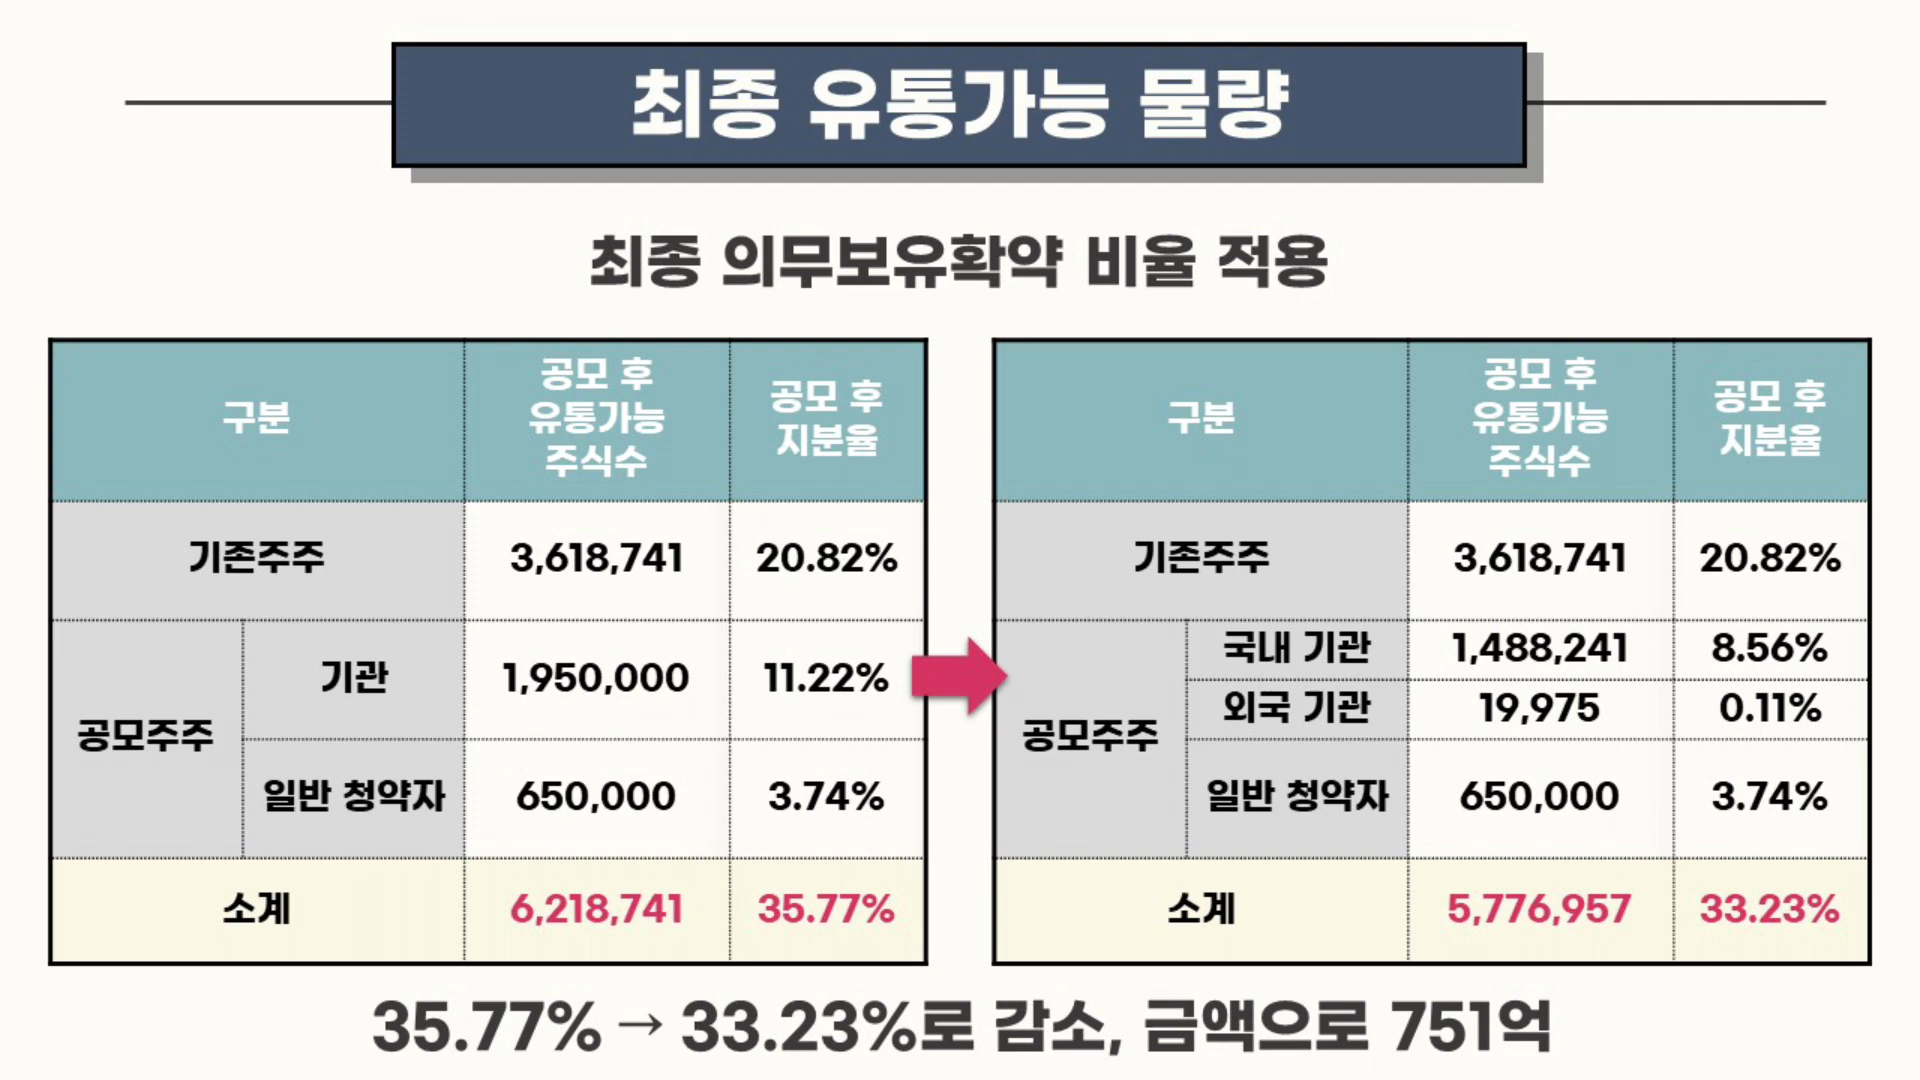 최종 유통가능 물량
최종 의무보유확약 비율 적용
구분
공모 후
유통가능
주식수
공모 후
지분율
기존주주
3,618,741
20.82%
공모주주
기관
1,950,000
11.22%
일반 청약자
650,000
3.74%
소계
6,218,741
35.77%
구분
공모 후
유통가능
주식수
공모 후
지분율
기존주주
3,618,741
20.82%
공모주주
국내 기관
1,488,241
8.56%
외국 기관
19,975
0.11%
일반 청약자
650,000
3.74%
소계
5,776,957
33.23%
35.77% → 33.23%로 감소, 금액으로 751억